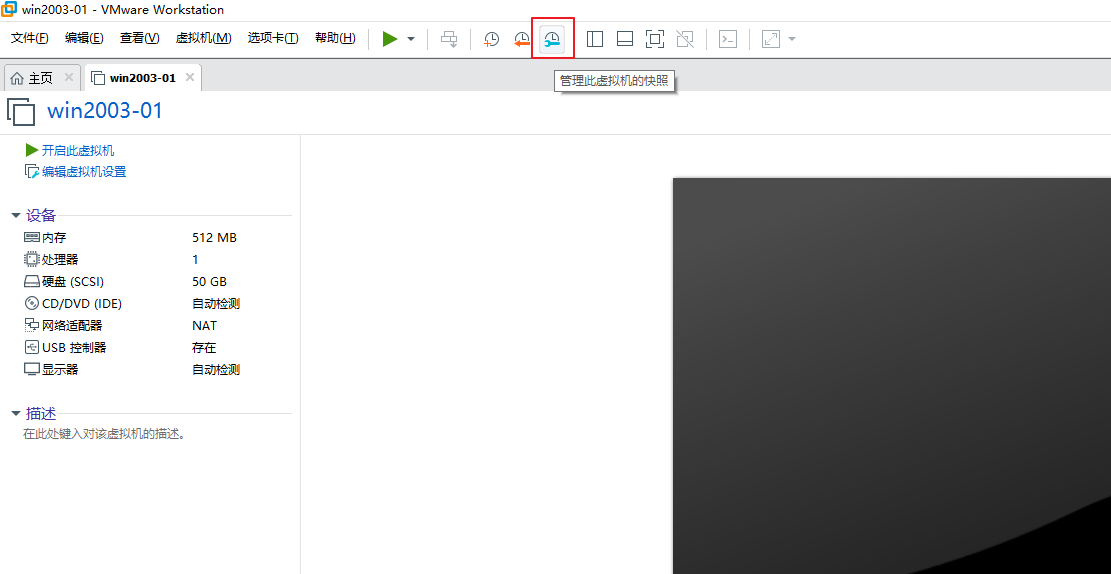 win2003-01 - VMware Workstation
文件(F) 编辑(E) 查看(V) 虚拟机(M) 选项卡(T) 帮助(H)
主页 win2003-01
管理此虚拟机的快照
win2003-01
开启此虚拟机
编辑虚拟机设置
设备
内存 512 MB
处理器 1
硬盘 (SCSI) 50 GB
CD/DVD (IDE) 自动检测
网络适配器 NAT
USB 控制器 存在
显示器 自动检测
描述
在此处键入对该虚拟机的描述。